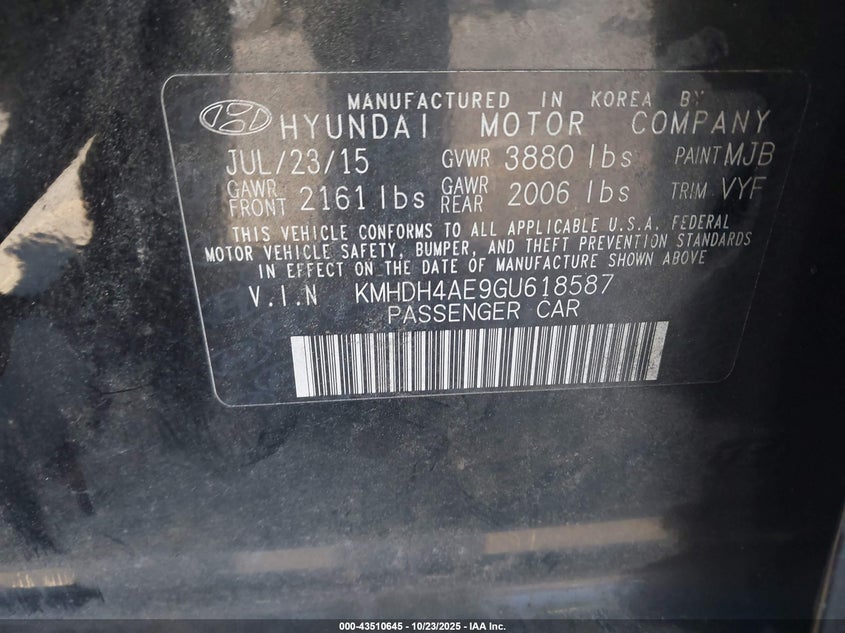 MANUFACTURED IN KOREA BY
HYUNDAI MOTOR COMPANY
JUL/23/15 GVWR 3880 lbs PAINT MJB
GAWR FRONT 2161 lbs GAWR REAR 2006 lbs TRIM VYF
THIS VEHICLE CONFORMS TO ALL APPLICABLE U.S.A. FEDERAL
MOTOR VEHICLE SAFETY, BUMPER, AND THEFT PREVENTION STANDARDS
IN EFFECT ON THE DATE OF MANUFACTURE SHOWN ABOVE
V.I.N KMHDH4AE9GU618587
PASSENGER CAR
000-43510645 - 10/23/2025 - IAA Inc.